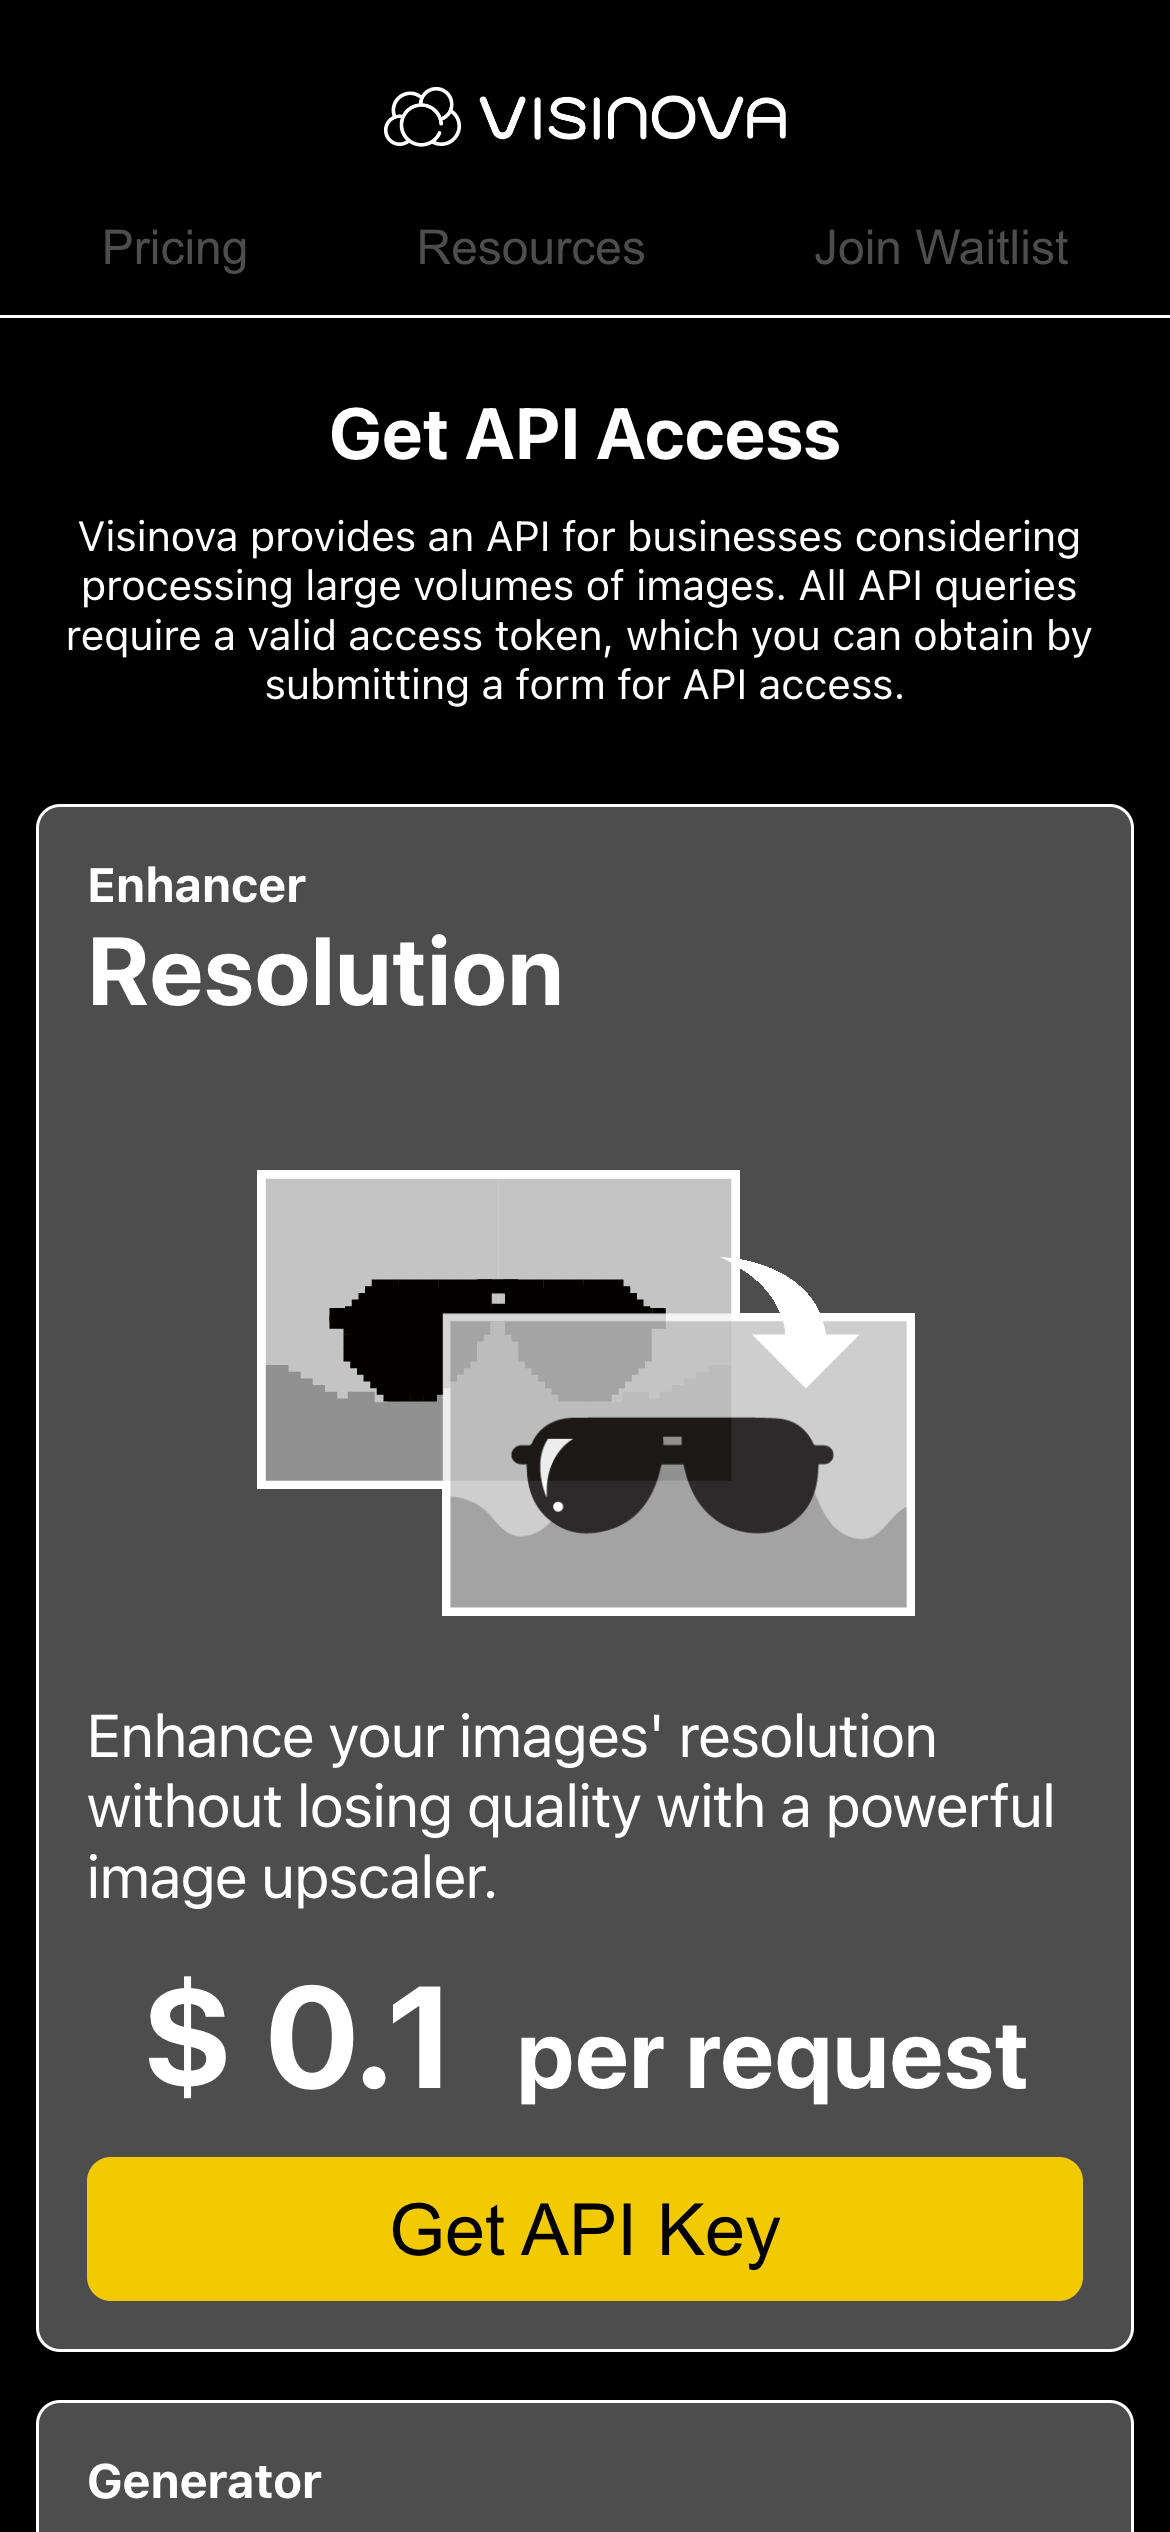 VISINOVA
Pricing Resources Join Waitlist
Get API Access
Visinova provides an API for businesses considering
processing large volumes of images. All API queries
require a valid access token, which you can obtain by
submitting a form for API access.
Enhancer
Resolution
Enhance your images' resolution
without losing quality with a powerful
image upscaler.
$ 0.1 per request
Get API Key
Generator